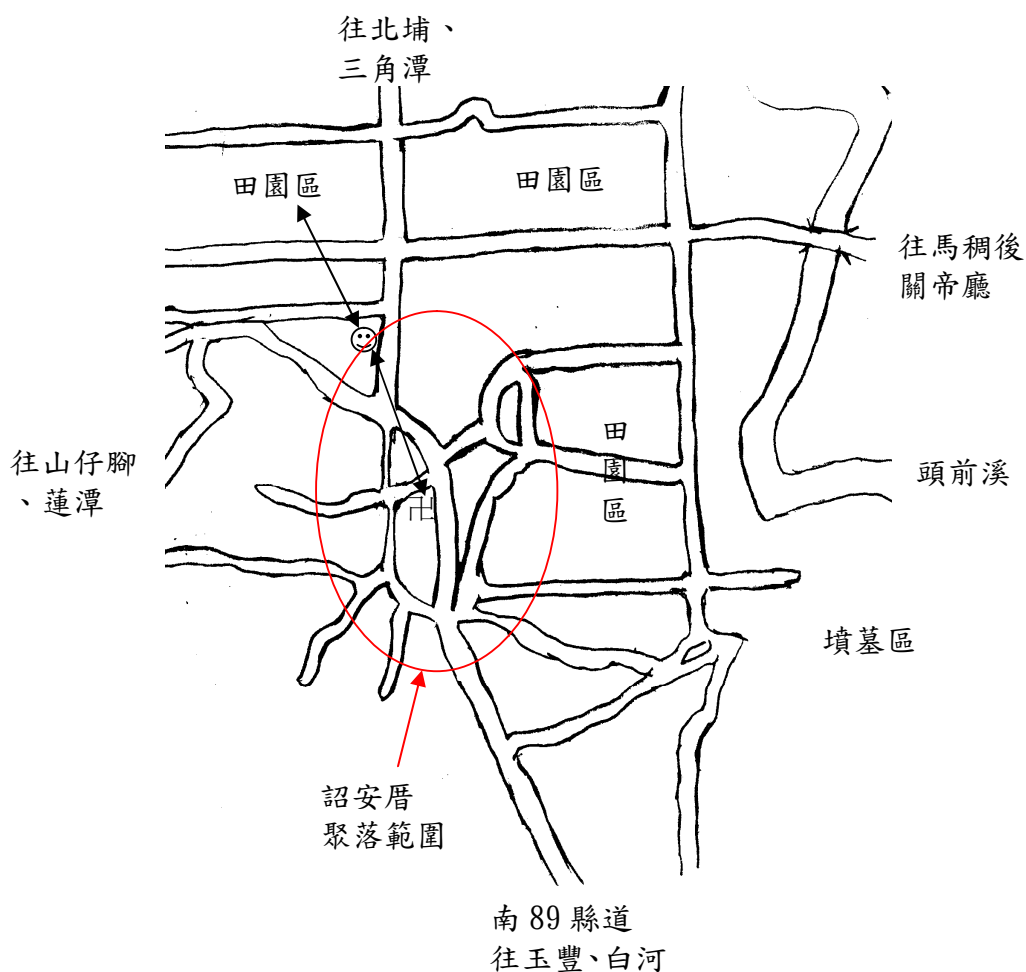 往北埔、
三角潭
田園區
田園區
往馬稠後
關帝廳
田園區
往山仔腳
、蓮潭
頭前溪
卍
墳墓區
詔安厝
聚落範圍
南 89 縣道
往玉豐、白河